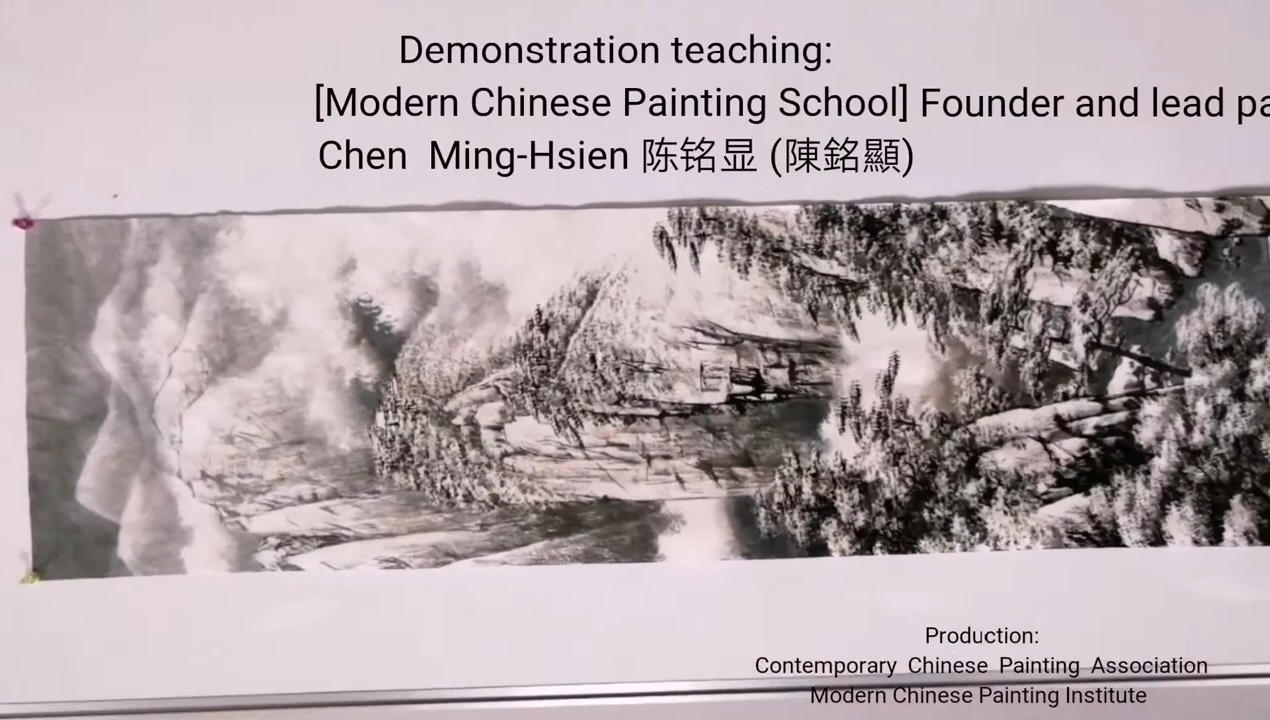 Demonstration teaching:
[Modern Chinese Painting School] Founder and lead pa
Chen Ming-Hsien 陈铭显 (陳銘顯)
Production:
Contemporary Chinese Painting Association
Modern Chinese Painting Institute